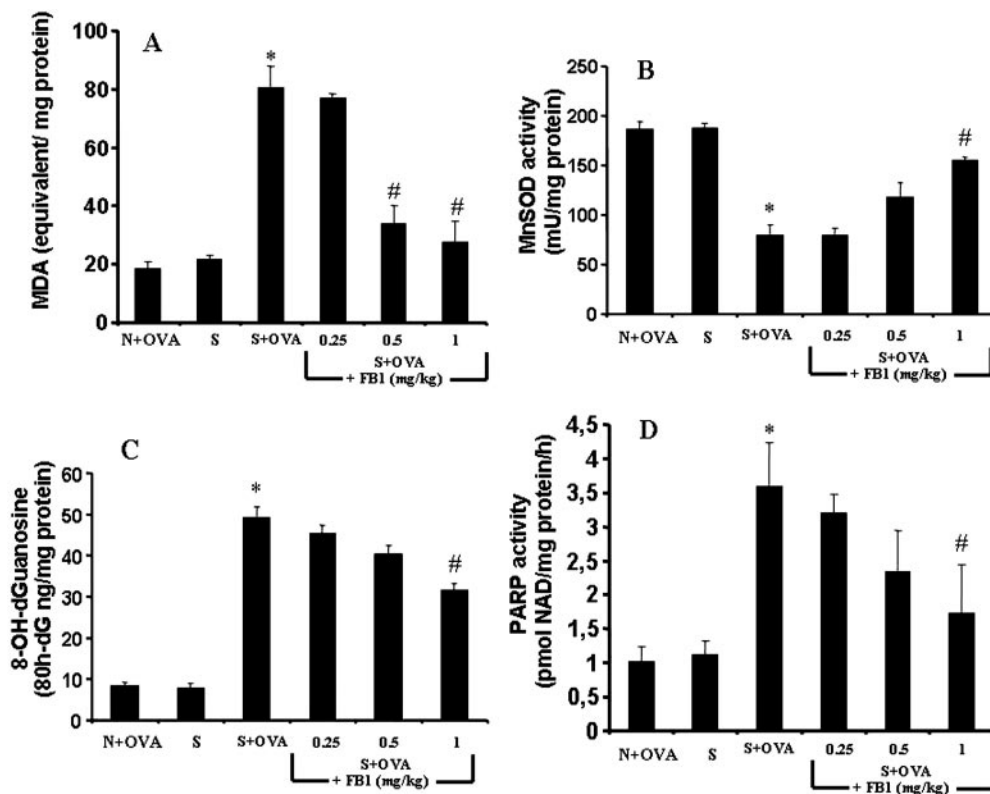 A
MDA (equivalent/ mg protein)
100
80
60
40
20
0
*
#
#
N+OVA S S+OVA 0.25 0.5 1
S+OVA
+ FB1 (mg/kg)
B
MnSOD activity
(mU/mg protein)
250
200
150
100
50
0
*
#
N+OVA S S+OVA 0.25 0.5 1
S+OVA
+ FB1 (mg/kg)
C
8-OH-dGuanosine
(80h-dG ng/mg protein)
60
50
40
30
20
10
0
*
#
N+OVA S S+OVA 0.25 0.5 1
S+OVA
+ FB1 (mg/kg)
D
PARP activity
(pmol NAD/mg protein/h)
4,5
4
3,5
3
2,5
2
1,5
1
0,5
0
*
#
N+OVA S S+OVA 0.25 0.5 1
S+OVA
+ FB1 (mg/kg)